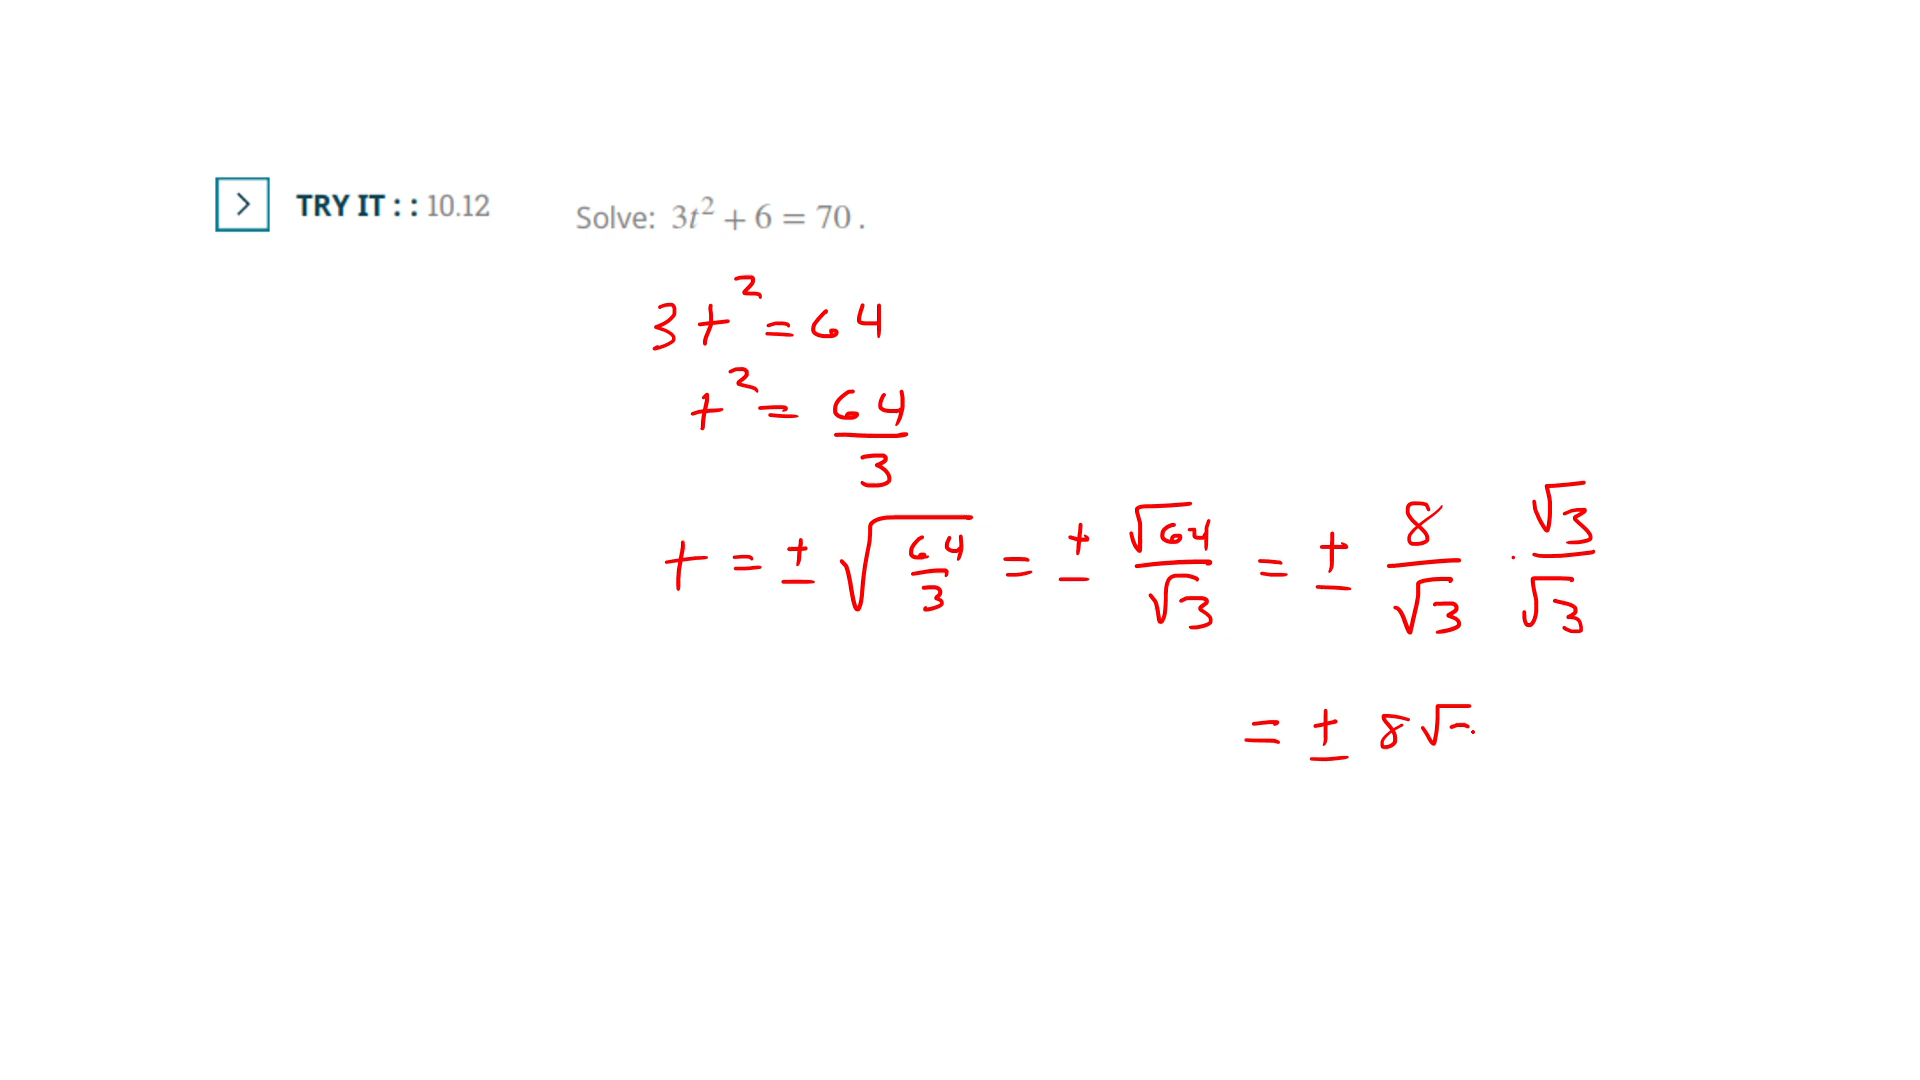 > TRY IT : : 10.12 Solve: 3t² + 6 = 70 .
3t² = 64
t² = 64/3
t = ± √(64/3) = ± √64/√3 = ± 8/√3 · √3/√3
= ± 8√